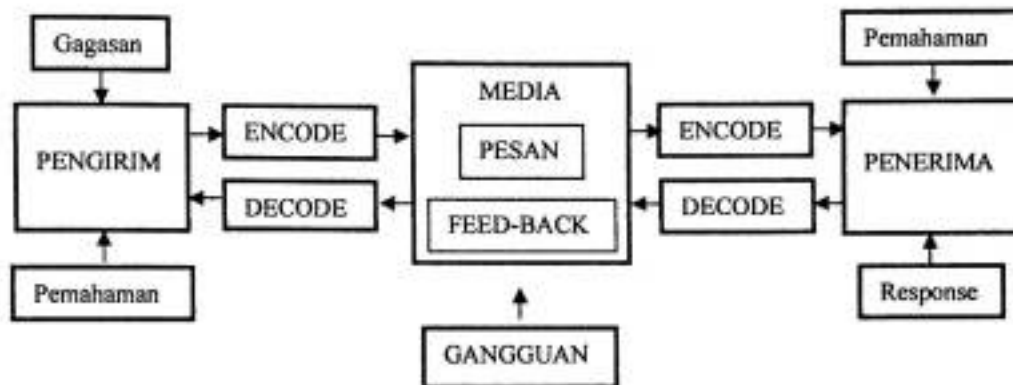 Gagasan
Pemahaman
MEDIA
ENCODE
ENCODE
PENGIRIM
PESAN
PENERIMA
DECODE
DECODE
FEED-BACK
Pemahaman
Response
GANGGUAN